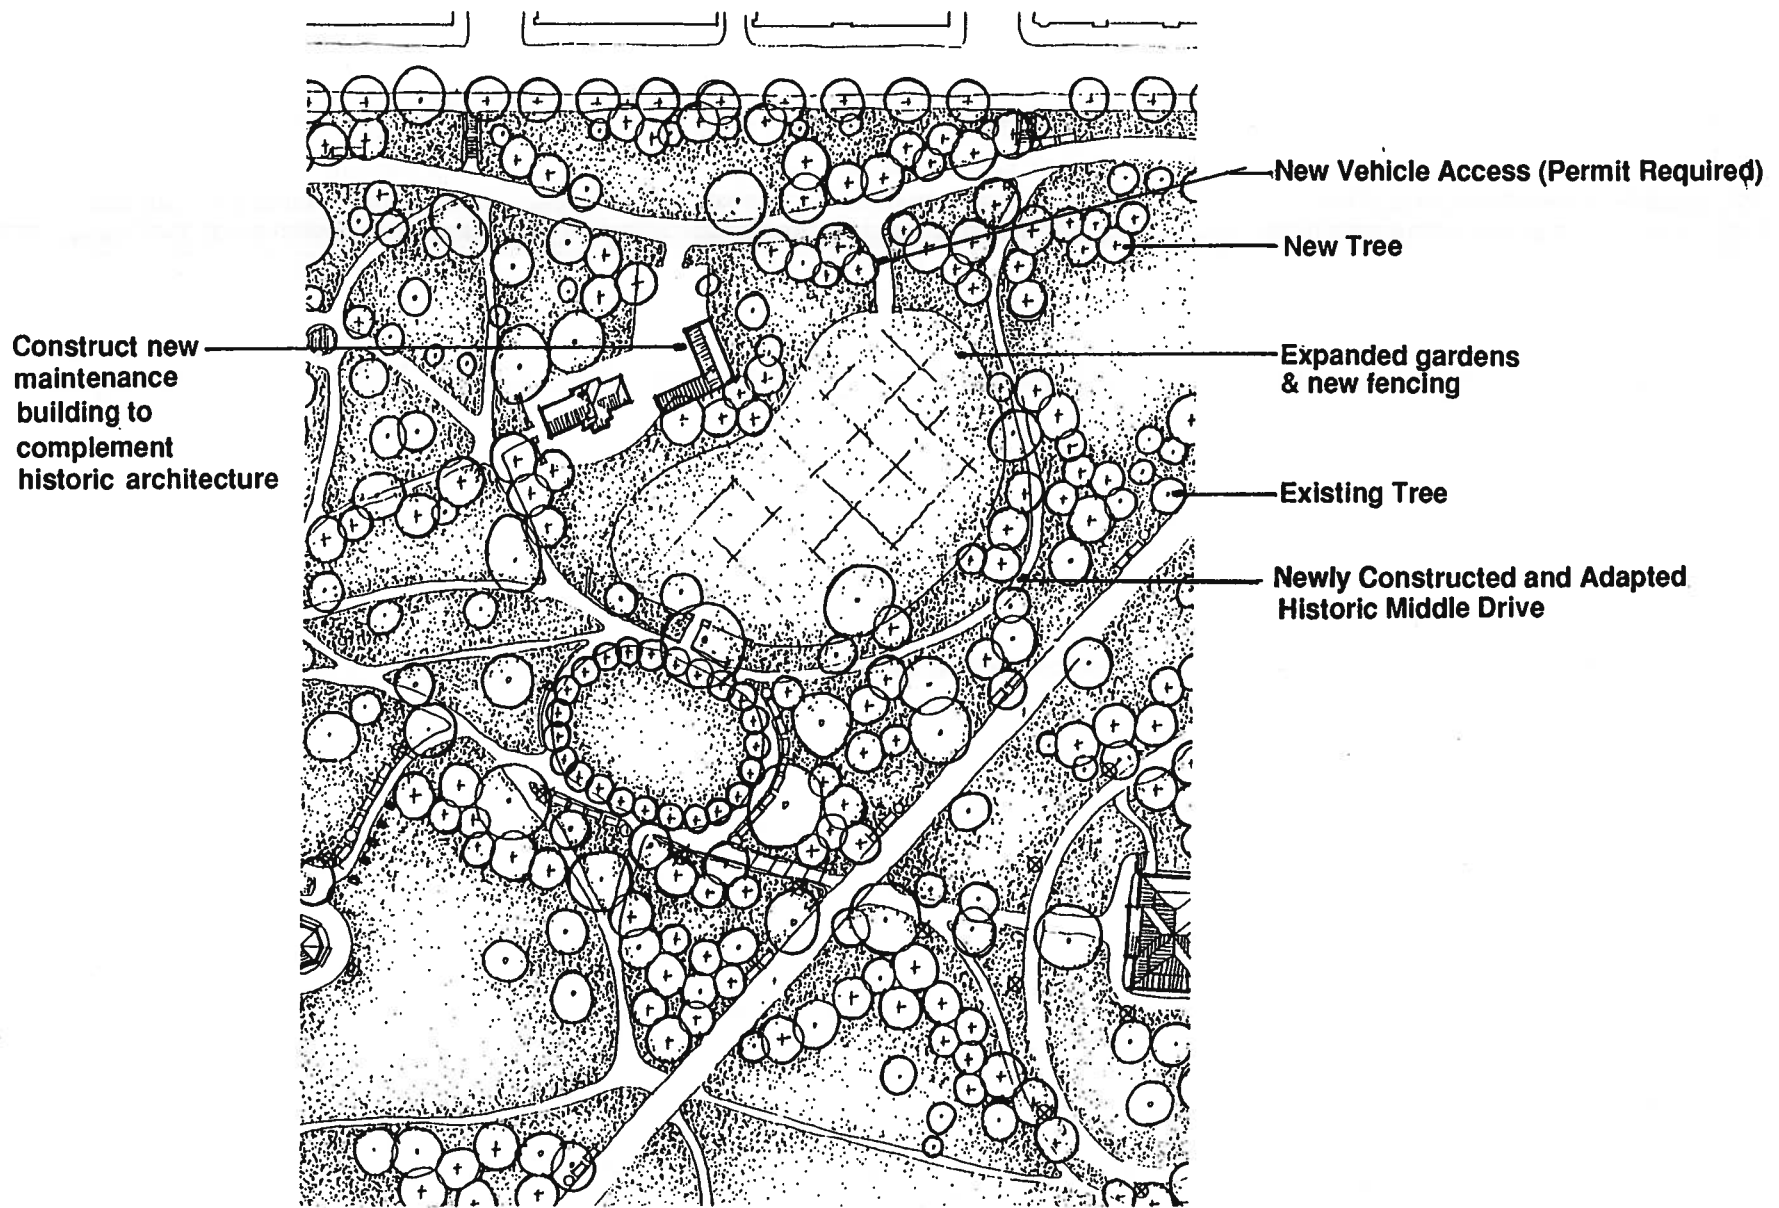 New Vehicle Access (Permit Required)
New Tree
Construct new
maintenance
building to
complement
historic architecture
Expanded gardens
& new fencing
Existing Tree
Newly Constructed and Adapted
Historic Middle Drive